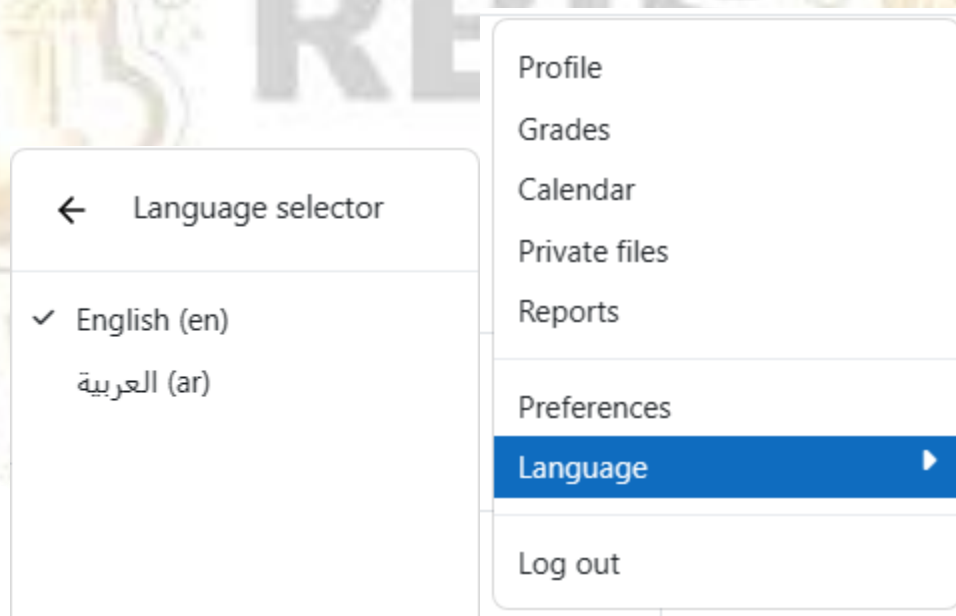 Language selector
English (en)
العربية (ar)
Profile
Grades
Calendar
Private files
Reports
Preferences
Language
Log out